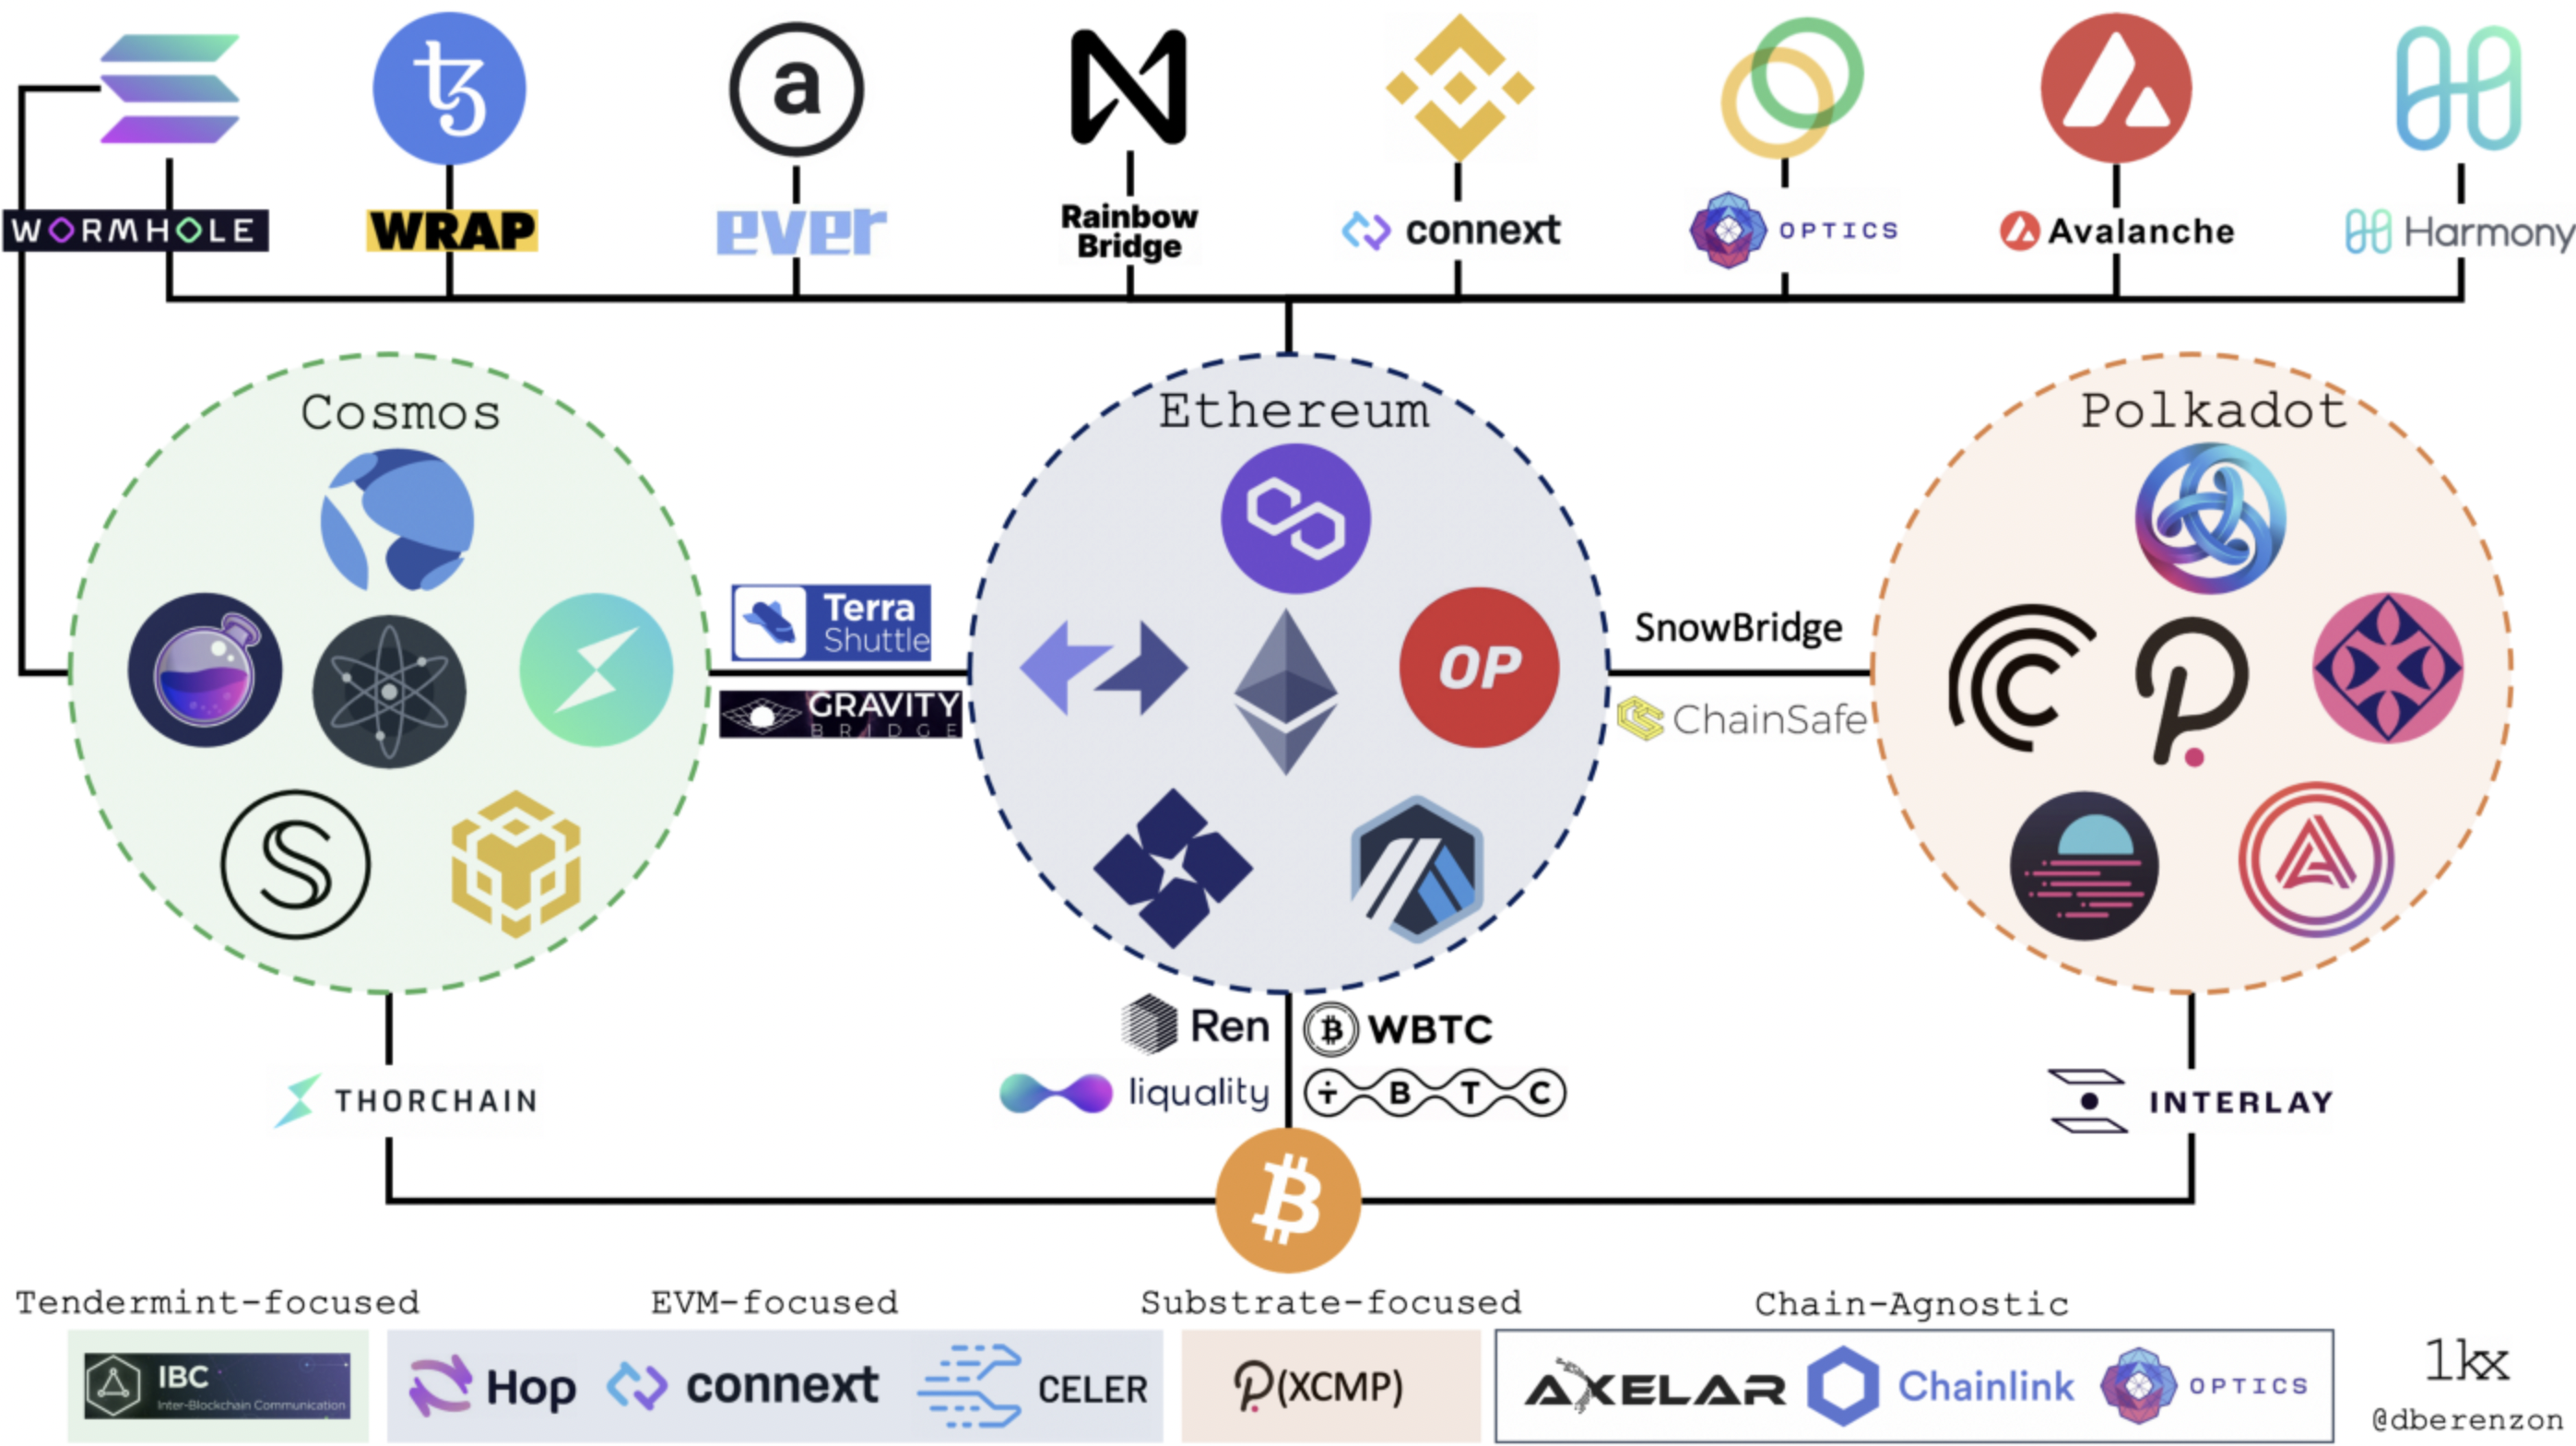 a
WORMHOLE
WRAP
ever
Rainbow
Bridge
connext
OPTICS
Avalanche
Harmony
Cosmos
Ethereum
Polkadot
Terra
Shuttle
GRAVITY
BRIDGE
OP
SnowBridge
ChainSafe
S
Ren
WBTC
liquality
BTC
THORCHAIN
INTERLAY
Tendermint-focused
EVM-focused
Substrate-focused
Chain-Agnostic
IBC
Inter-Blockchain Communication
Hop
connext
CELER
(XCMP)
AXELAR
Chainlink
OPTICS
1kx
@dberenzon